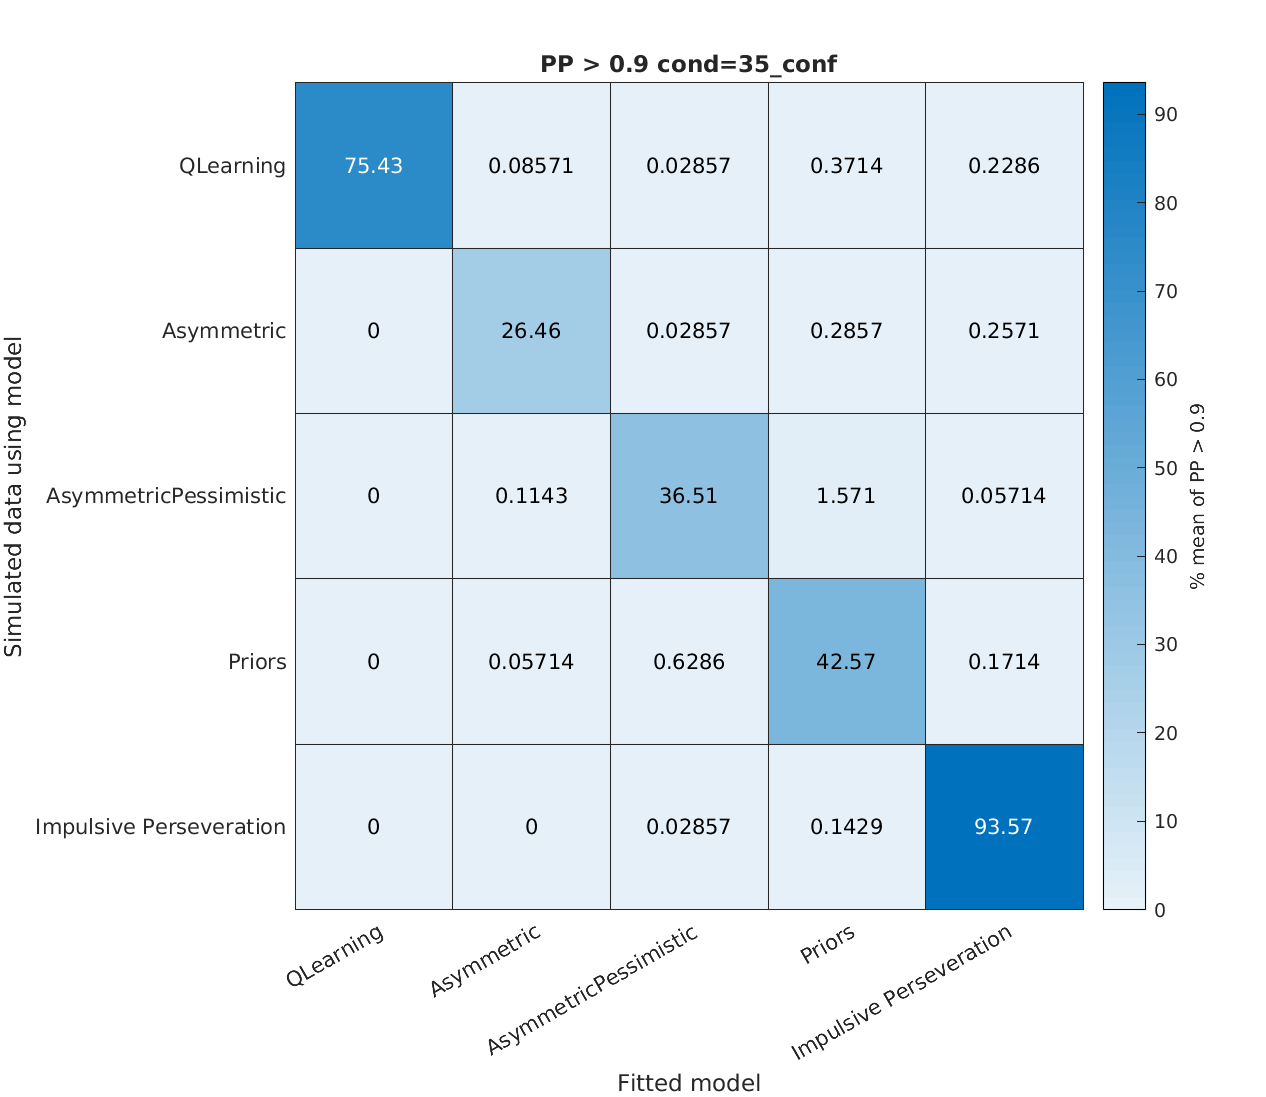 PP > 0.9 cond=35_conf
Simulated data using model
QLearning 75.43 0.08571 0.02857 0.3714 0.2286
Asymmetric 0 26.46 0.02857 0.2857 0.2571
AsymmetricPessimistic 0 0.1143 36.51 1.571 0.05714
Priors 0 0.05714 0.6286 42.57 0.1714
Impulsive Perseveration 0 0 0.02857 0.1429 93.57
QLearning
Asymmetric
AsymmetricPessimistic
Priors
Impulsive Perseveration
Fitted model
90
80
70
60
50
40
30
20
10
0
% mean of PP > 0.9